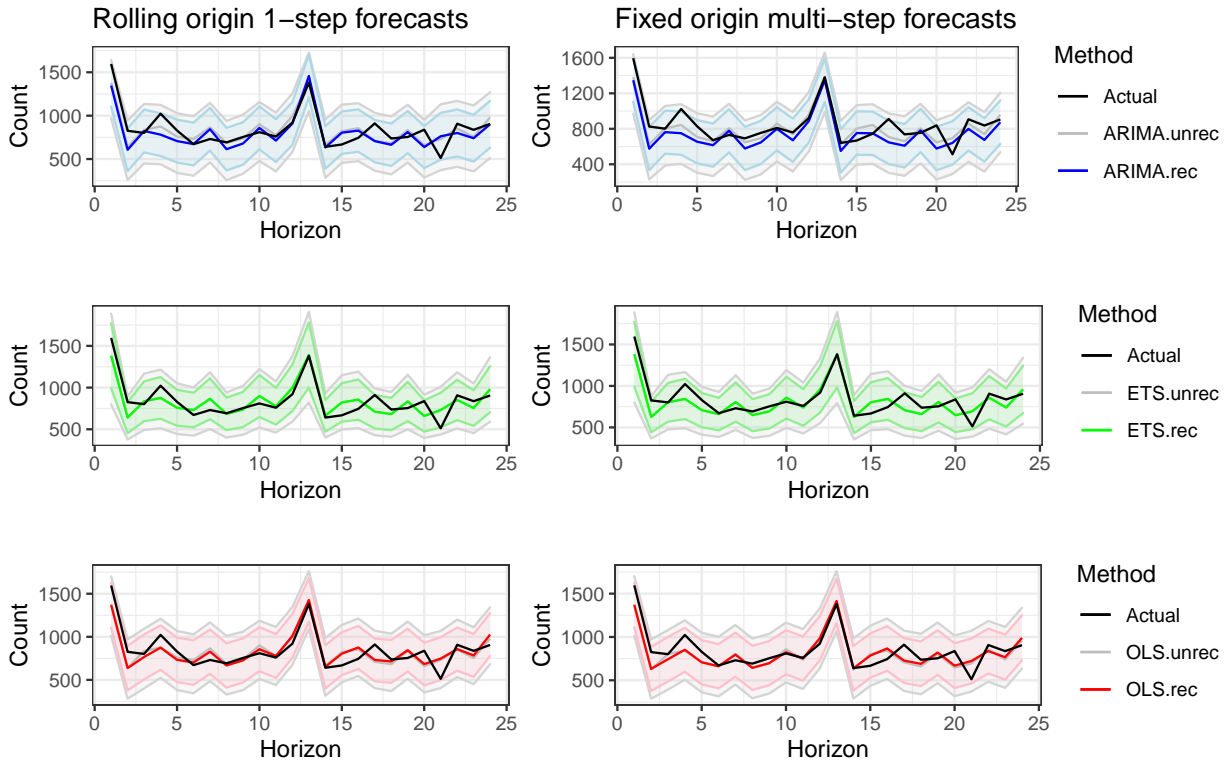 Rolling origin 1−step forecasts
Fixed origin multi−step forecasts
Count
1500
1000
500
0 5 10 15 20 25
Horizon
Count
1600
1200
800
400
0 5 10 15 20 25
Horizon
Method
Actual
ARIMA.unrec
ARIMA.rec
Count
1500
1000
500
0 5 10 15 20 25
Horizon
Count
1500
1000
500
0 5 10 15 20 25
Horizon
Method
Actual
ETS.unrec
ETS.rec
Count
1500
1000
500
0 5 10 15 20 25
Horizon
Count
1500
1000
500
0 5 10 15 20 25
Horizon
Method
Actual
OLS.unrec
OLS.rec